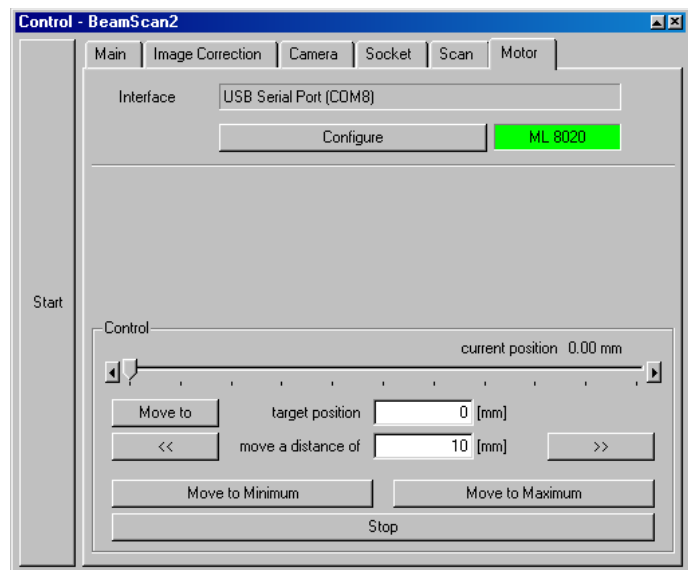 Control - BeamScan2
Main Image Correction Camera Socket Scan Motor
Interface USB Serial Port (COM8)
Configure ML 8020
Start
Control
current position 0.00 mm
Move to target position 0 [mm]
<< move a distance of 10 [mm] >>
Move to Minimum Move to Maximum
Stop